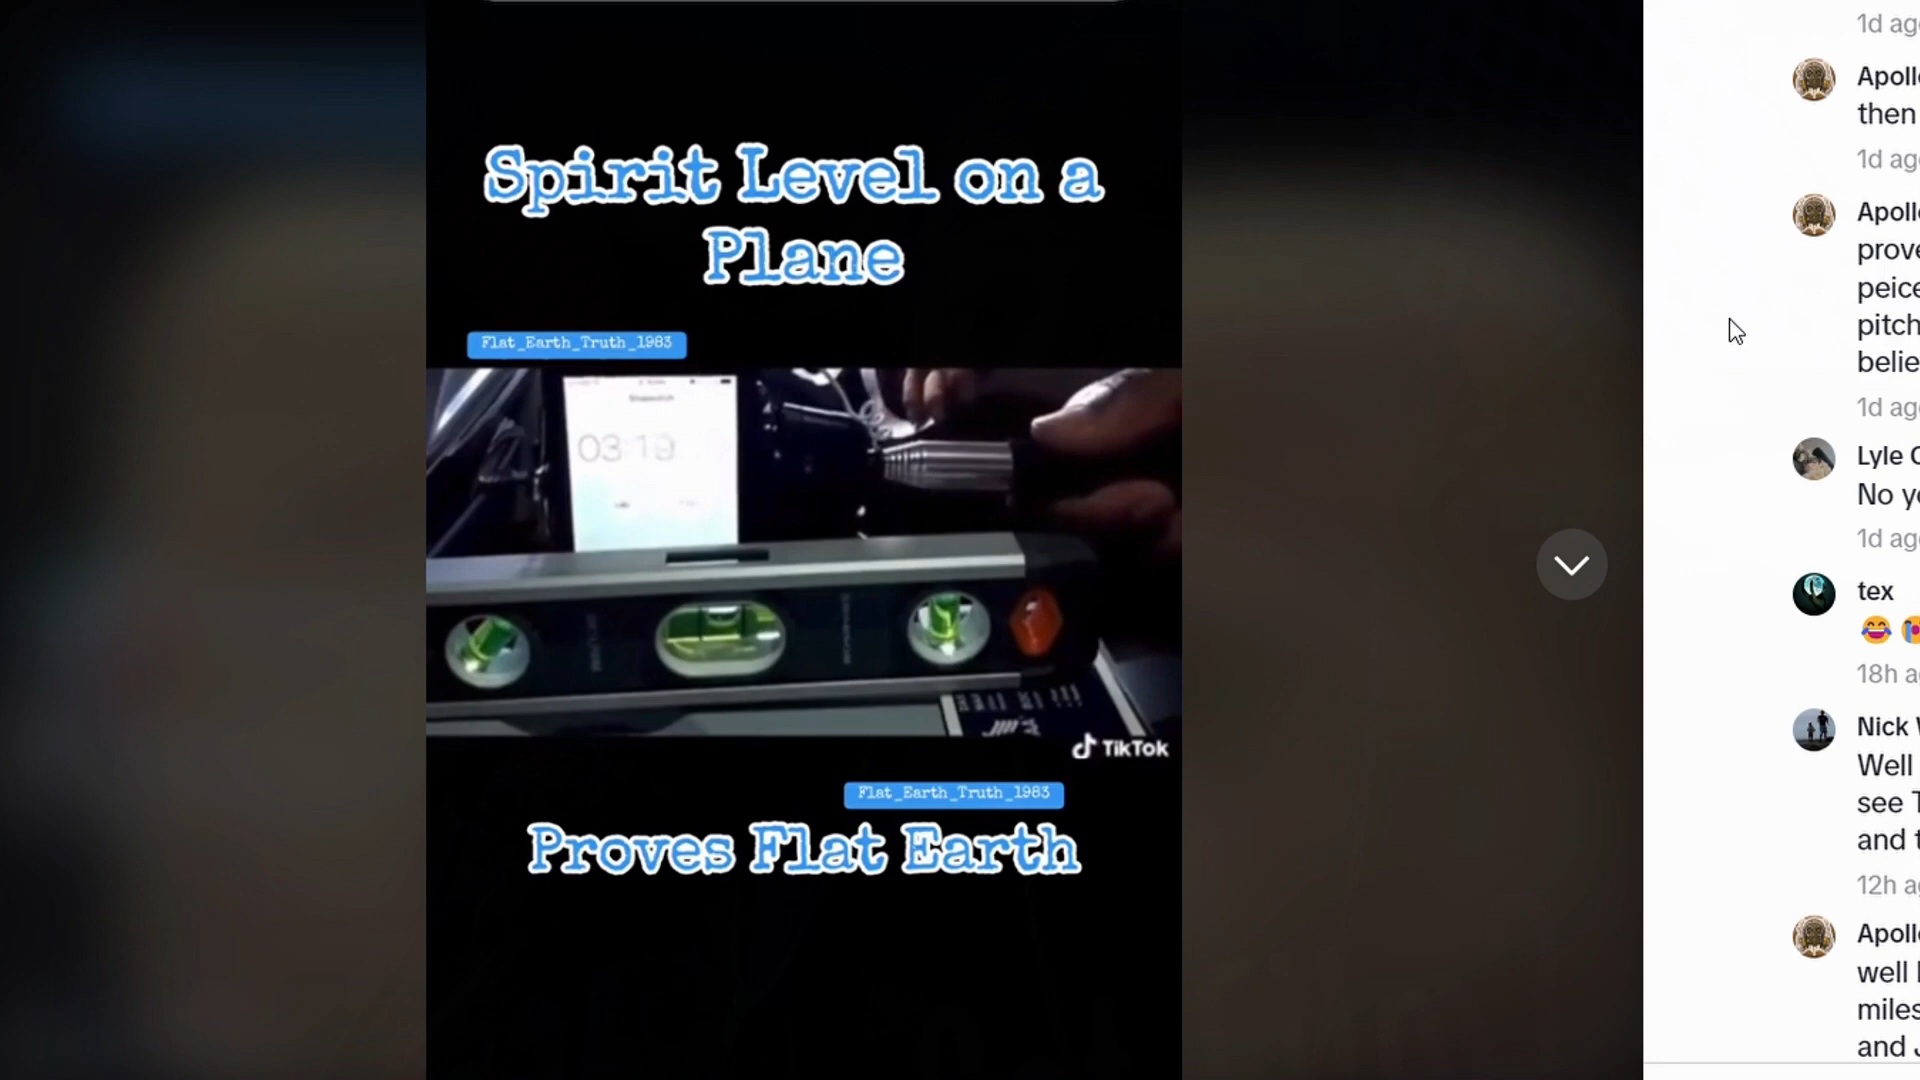 Spirit Level on a
Plane
Flat_Earth_Truth_1983
Stopwatch
03 19
TikTok
Flat_Earth_Truth_1983
Proves Flat Earth
1d ag
Apoll
then
1d ag
Apoll
prove
peice
pitch
belie
1d ag
Lyle
No y
1d ag
tex
18h a
Nick
Well
see
and
12h a
Apoll
well
miles
and